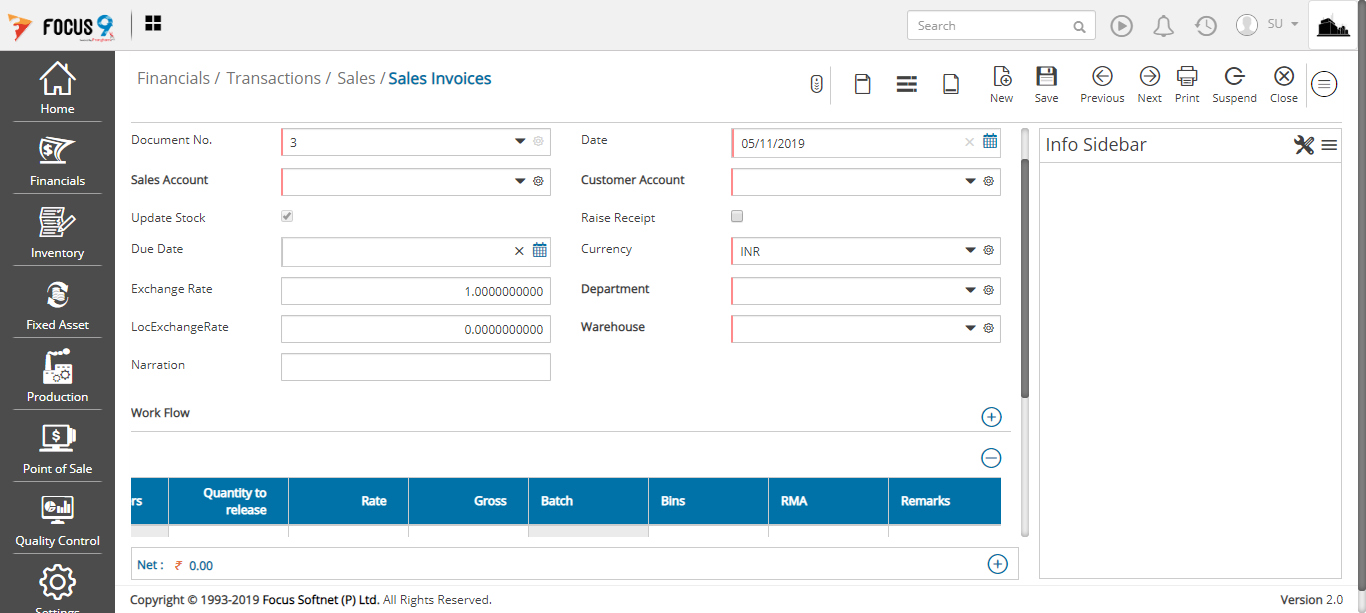 FOCUS 9
Search
SU
Home
Financials
Inventory
Fixed Asset
Production
Point of Sale
Quality Control
Settings
Financials / Transactions / Sales / Sales Invoices
New Save Previous Next Print Suspend Close
Document No. 3 Date 05/11/2019
Sales Account Customer Account
Update Stock Raise Receipt
Due Date Currency INR
Exchange Rate 1.0000000000 Department
LocExchangeRate 0.0000000000 Warehouse
Narration
Work Flow
rs Quantity to release Rate Gross Batch Bins RMA Remarks
Net : ₹ 0.00
Info Sidebar
Copyright © 1993-2019 Focus Softnet (P) Ltd. All Rights Reserved. Version 2.0